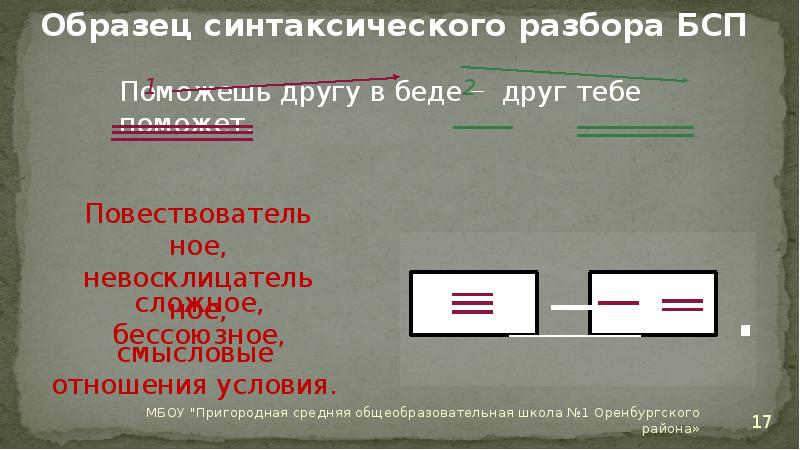 Образец синтаксического разбора БСП
1
2
Поможешь другу в беде – друг тебе
поможет.
Повествователь
ное,
невосклицатель
ное,
сложное,
бессоюзное,
смысловые
отношения условия.
МБОУ "Пригородная средняя общеобразовательная школа №1 Оренбургского
района»
17